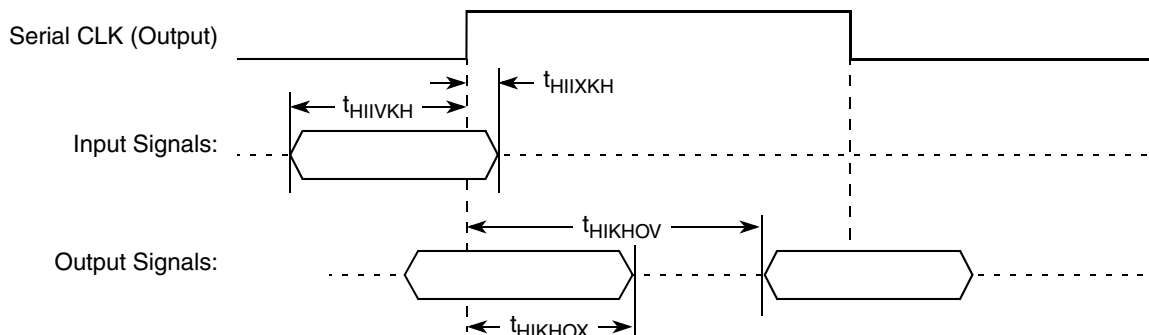 Serial CLK (Output)
tHIIXKH
tHIIVKH
Input Signals:
tHIKHOV
Output Signals:
tHIKHOX